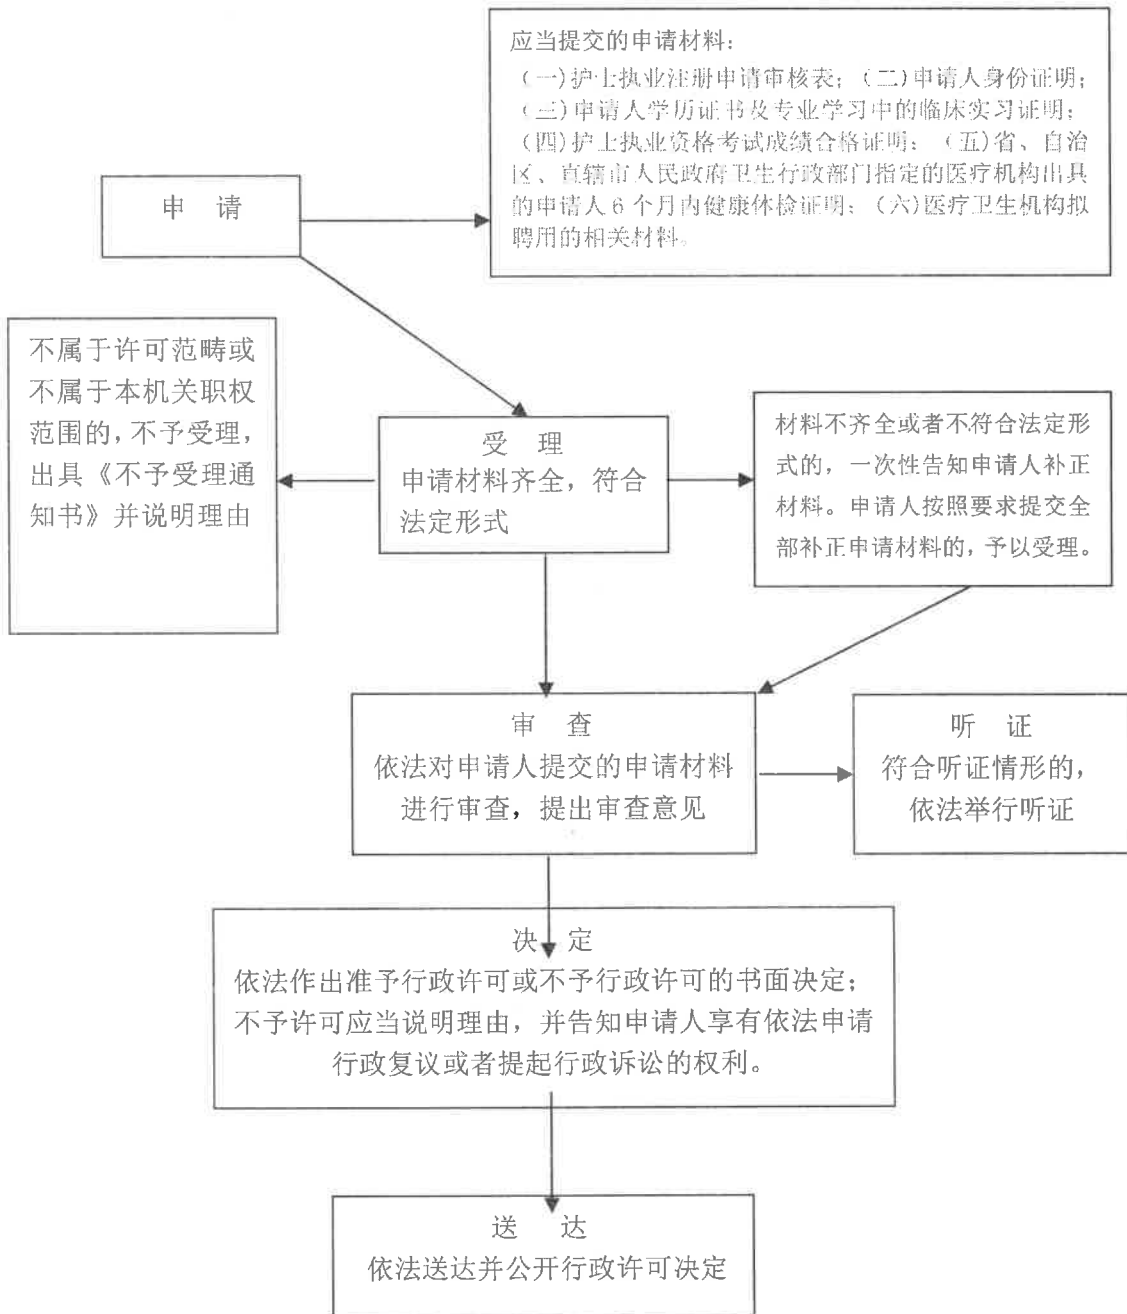 应当提交的申请材料：
（一）护士执业注册申请审核表；（二）申请人身份证明；
（三）申请人学历证书及专业学习中的临床实习证明；
（四）护士执业资格考试成绩合格证明；（五）省、自治
区、直辖市人民政府卫生行政部门指定的医疗机构出具
的申请人6个月内健康体检证明；（六）医疗卫生机构拟
聘用的相关材料。
申 请
不属于许可范畴或
不属于本机关职权
范围的，不予受理，
出具《不予受理通
知书》并说明理由
受 理
申请材料齐全，符合
法定形式
材料不齐全或者不符合法定形
式的，一次性告知申请人补正
材料。申请人按照要求提交全
部补正申请材料的，予以受理。
审 查
依法对申请人提交的申请材料
进行审查，提出审查意见
听 证
符合听证情形的，
依法举行听证
决 定
依法作出准予行政许可或不予行政许可的书面决定；
不予许可应当说明理由，并告知申请人享有依法申请
行政复议或者提起行政诉讼的权利。
送 达
依法送达并公开行政许可决定